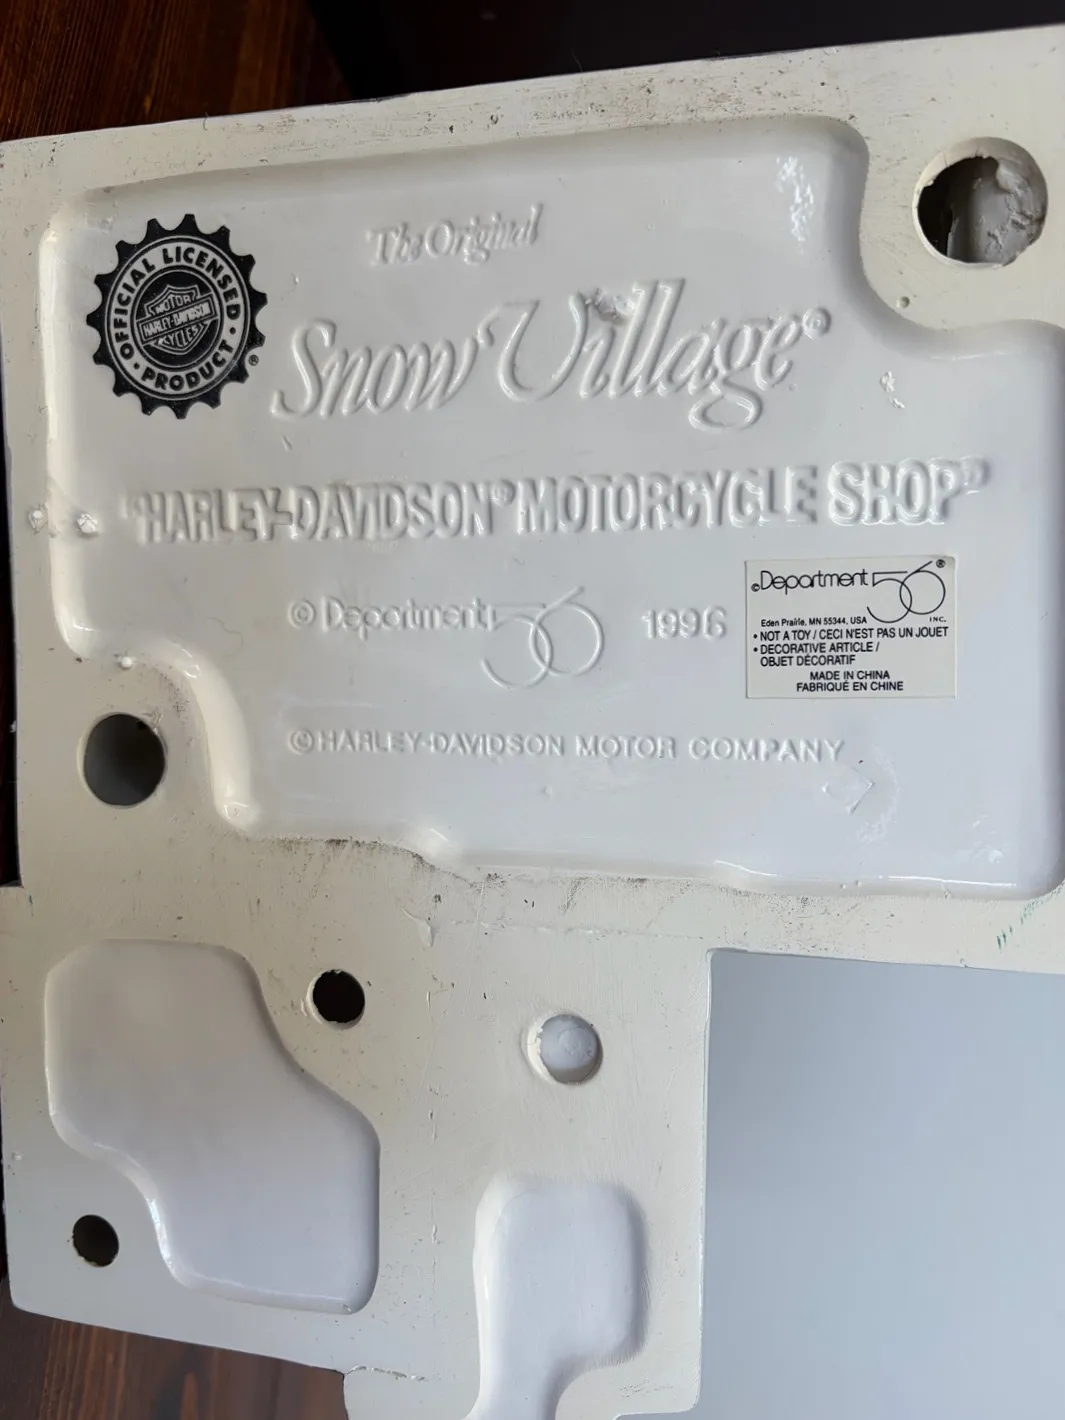 The Original
Snow Village®
"HARLEY-DAVIDSON® MOTORCYCLE SHOP"
© Department 56 1996
© HARLEY-DAVIDSON MOTOR COMPANY
OFFICIAL LICENSED
MOTOR
HARLEY-DAVIDSON
CYCLES
• PRODUCT • ®
©Department 56®
Eden Prairie, MN 55344, USA INC.
• NOT A TOY / CECI N'EST PAS UN JOUET
• DECORATIVE ARTICLE /
OBJET DÉCORATIF
MADE IN CHINA
FABRIQUÉ EN CHINE